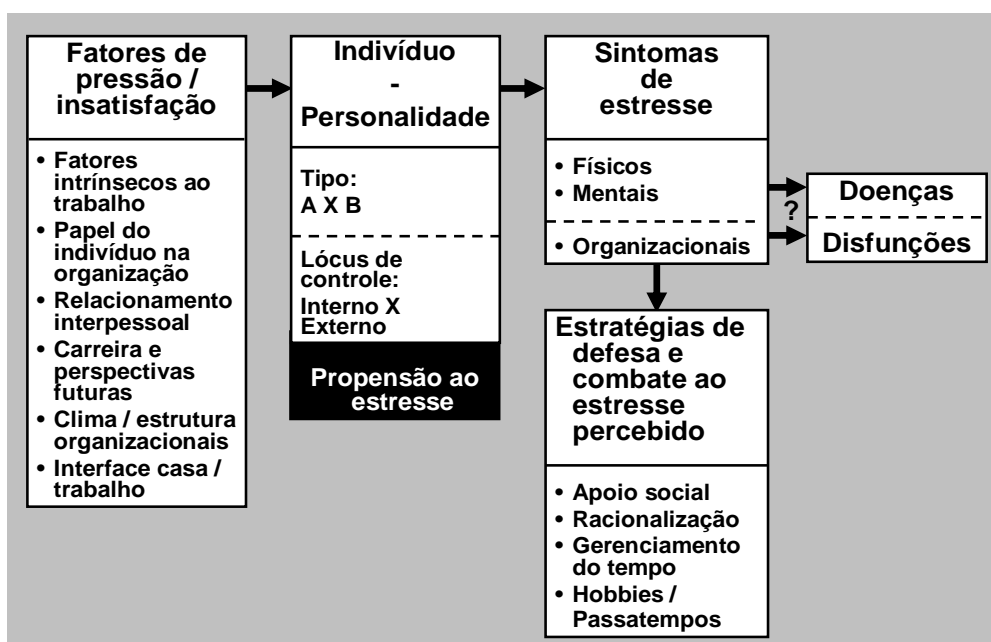 Fatores de
pressão /
insatisfação
• Fatores
intrínsecos ao
trabalho
• Papel do
indivíduo na
organização
• Relacionamento
interpessoal
• Carreira e
perspectivas
futuras
• Clima / estrutura
organizacionais
• Interface casa /
trabalho
Indivíduo
-
Personalidade
Tipo:
A X B
Lócus de
controle:
Interno X
Externo
Propensão ao
estresse
Sintomas
de
estresse
• Físicos
• Mentais
• Organizacionais
?
Doenças
Disfunções
Estratégias de
defesa e
combate ao
estresse
percebido
• Apoio social
• Racionalização
• Gerenciamento
do tempo
• Hobbies /
Passatempos